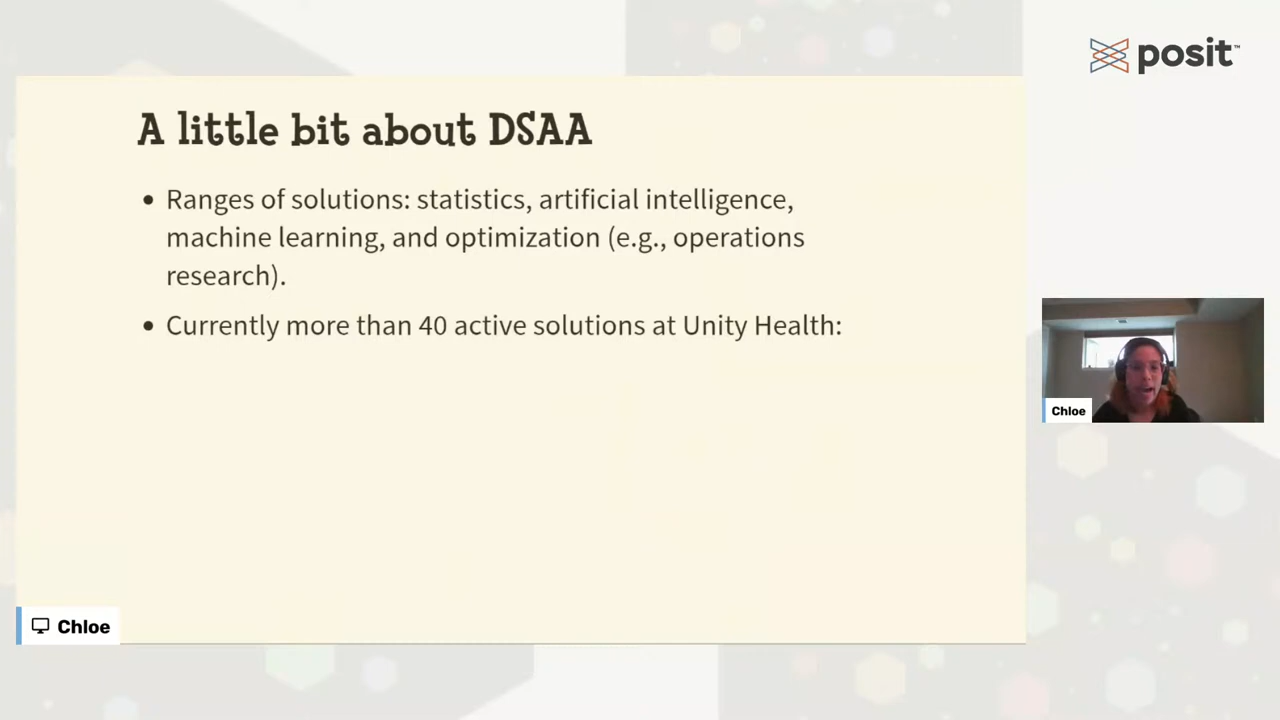 posit™
A little bit about DSAA
• Ranges of solutions: statistics, artificial intelligence,
machine learning, and optimization (e.g., operations
research).
• Currently more than 40 active solutions at Unity Health:
Chloe
Chloe